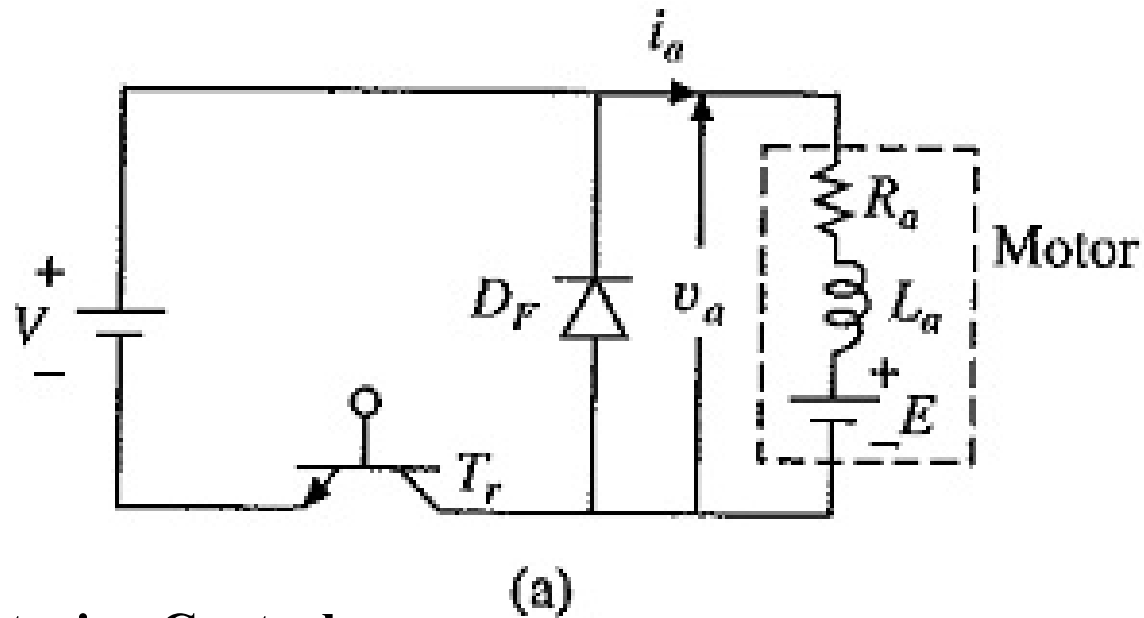 i_a
+
V
−
D_F
v_a
R_a
L_a
Motor
+
E
−
T_r
(a)